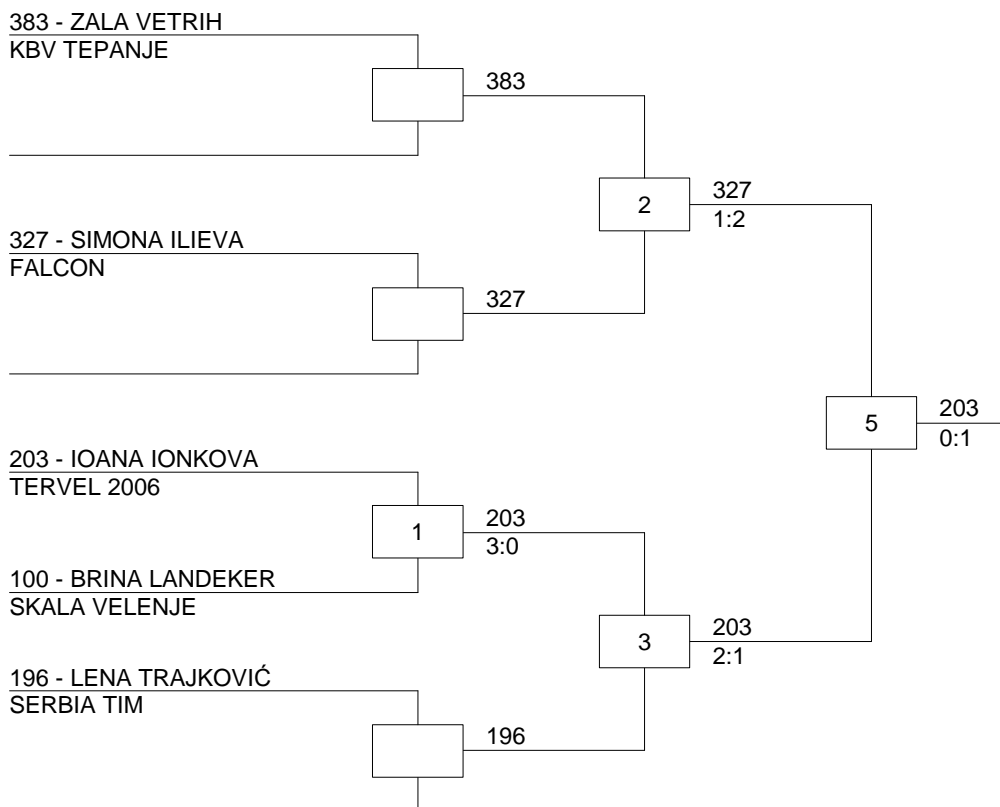 383 - ZALA VETRIH
KBV TEPANJE
383
2
327
1:2
327 - SIMONA ILIEVA
FALCON
327
5
203
0:1
203 - IOANA IONKOVA
TERVEL 2006
1
203
3:0
100 - BRINA LANDEKER
SKALA VELENJE
3
203
2:1
196 - LENA TRAJKOVIĆ
SERBIA TIM
196